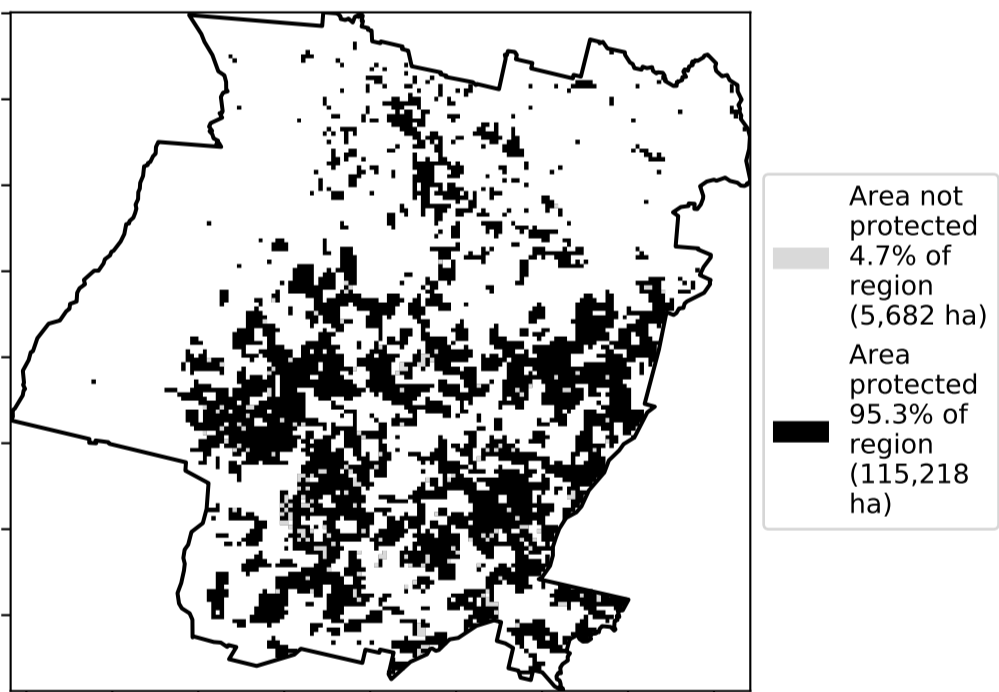 Area not
protected
4.7% of
region
(5,682 ha)
Area
protected
95.3% of
region
(115,218
ha)